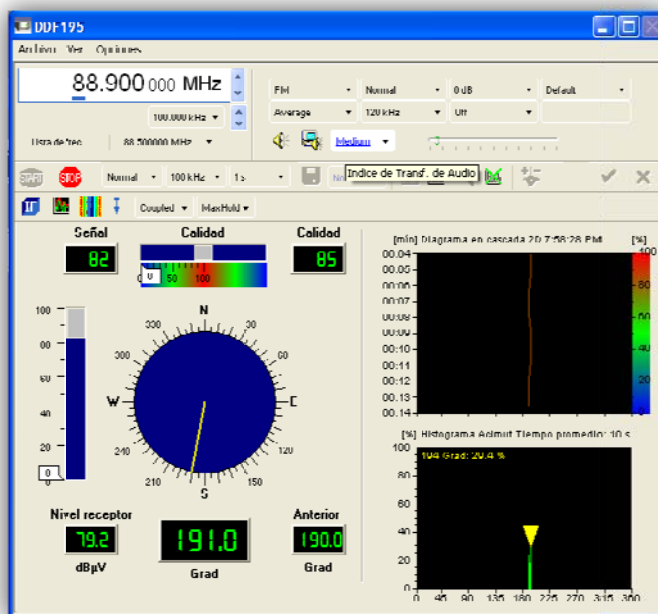 DDF195
Archivo Ver Opciones
88.900 000 MHz
FM Normal 0 dB Default
100.000 kHz
Average 120 kHz Off
Lista de frec. 88.500000 MHz
Medium
START STOP Normal 100 kHz 1 s
Indice de Transf. de Audio
IF Coupled MaxHold
Señal Calidad Calidad
82 85
0 50 100
[min] Diagrama en cascada 2D 7:58:28 PM [%]
00:04 100
00:05
00:06 80
00:07
00:08 60
00:09
00:10 40
00:11
00:12 20
00:13
00:14 0
100
80
60
40
20
0
0
N
30
60
E
120
150
S
210
240
W
300
330
[%] Histograma Acimut Tiempo promedio: 10 s
194 Grad: 29.4 %
100
80
60
40
20
0
0 45 90 135 180 225 270 315 360
Nivel receptor Anterior
79.2 191.0 190.0
dBµV Grad Grad